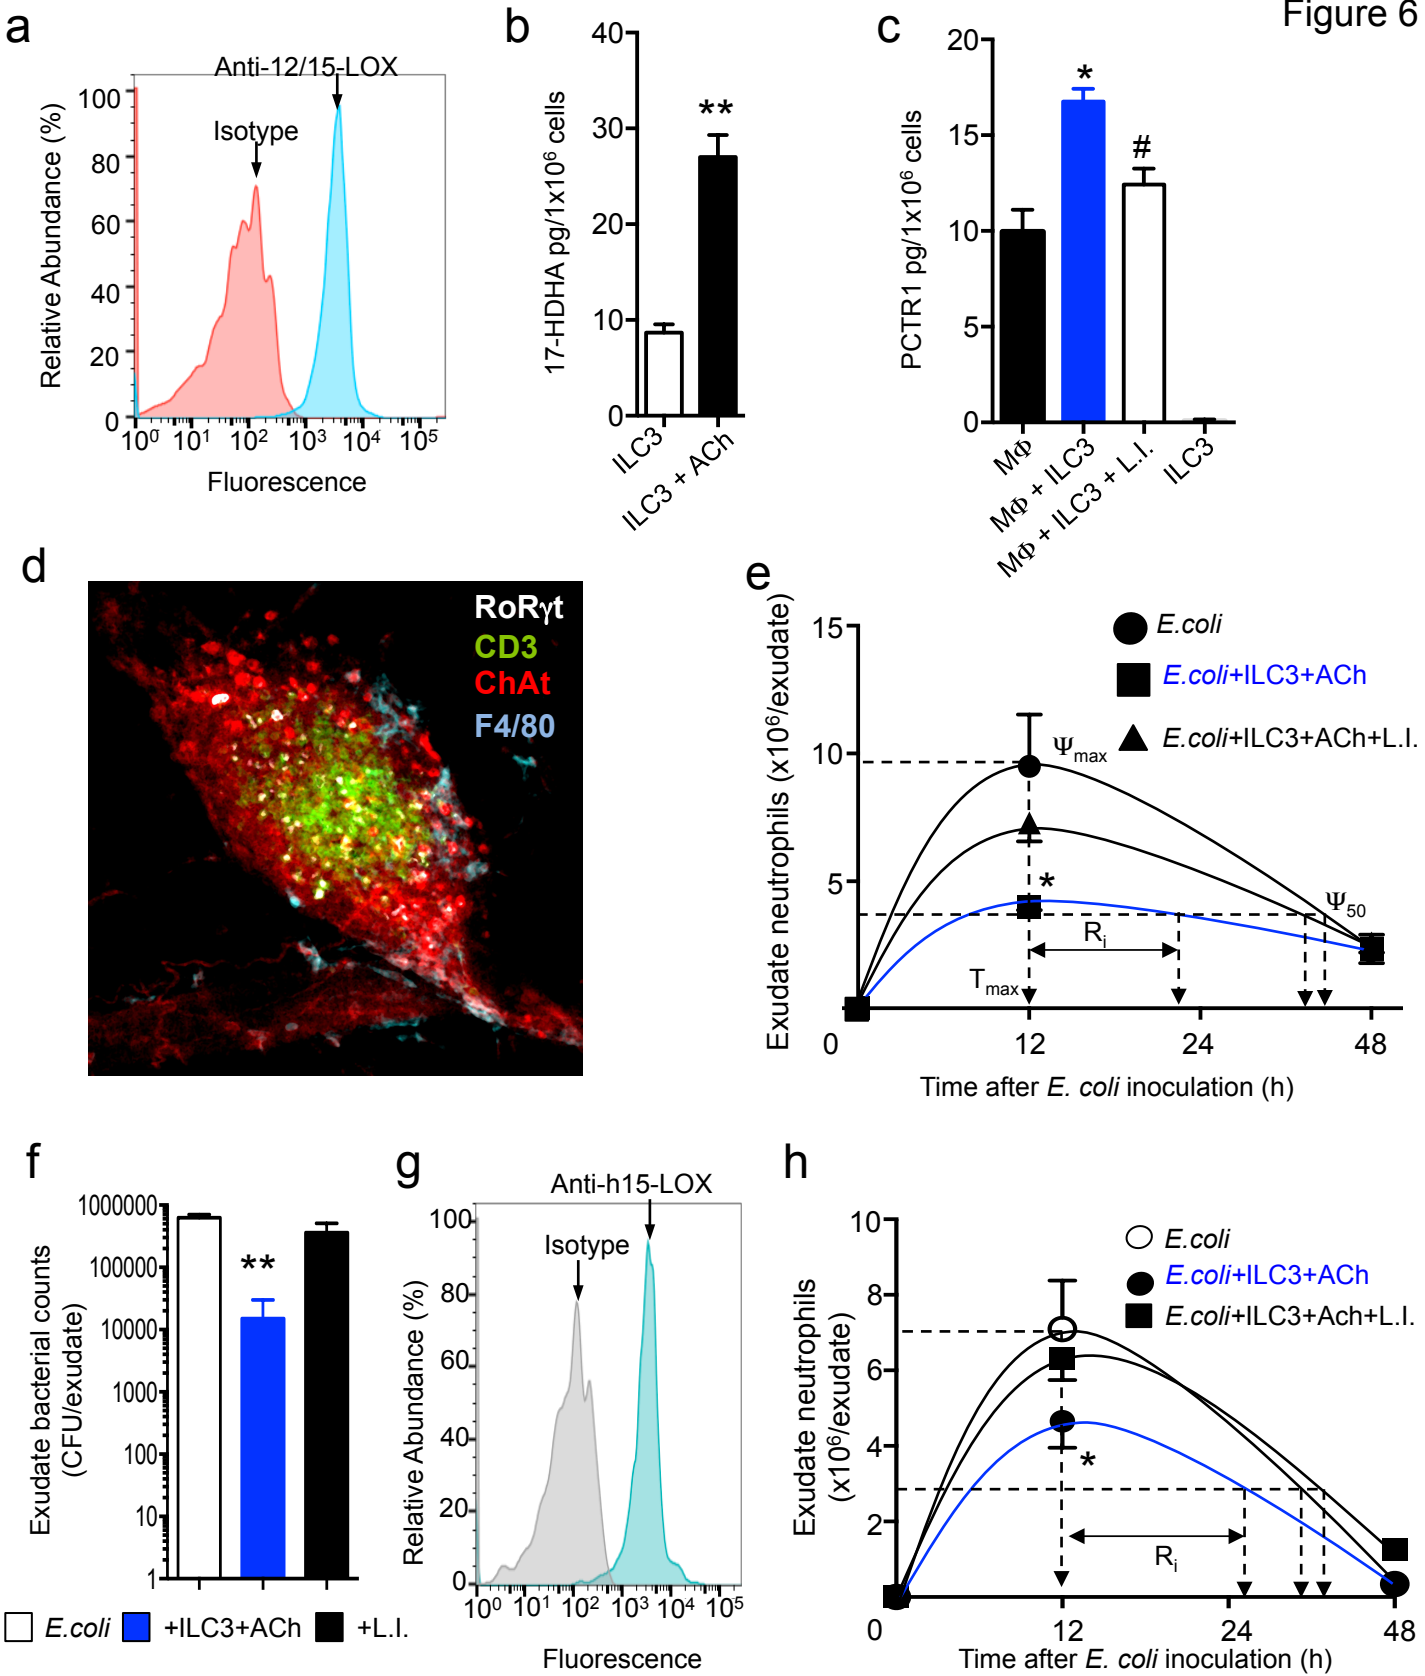 Figure 6
a
Anti-12/15-LOX
Isotype
Relative Abundance (%)
100
80
60
40
20
0
10⁰ 10¹ 10² 10³ 10⁴ 10⁵
Fluorescence
b
17-HDHA pg/1x10⁶ cells
40
30
20
10
0
**
ILC3
ILC3 + ACh
c
PCTR1 pg/1x10⁶ cells
20
15
10
5
0
*
#
MΦ
MΦ + ILC3
MΦ + ILC3 + L.I.
ILC3
d
RoRγt
CD3
ChAt
F4/80
e
Exudate neutrophils (x10⁶/exudate)
15
10
5
0 12 24 48
E.coli
E.coli+ILC3+ACh
E.coli+ILC3+ACh+L.I.
Ψmax
*
Ψ50
Ri
Tmax
Time after E. coli inoculation (h)
f
Exudate bacterial counts
(CFU/exudate)
1000000
100000
10000
1000
100
10
1
**
E.coli +ILC3+ACh +L.I.
g
Anti-h15-LOX
Isotype
Relative Abundance (%)
100
80
60
40
20
0
10⁰ 10¹ 10² 10³ 10⁴ 10⁵
Fluorescence
h
Exudate neutrophils
(x10⁶/exudate)
10
8
6
4
2
0 12 24 48
E.coli
E.coli+ILC3+ACh
E.coli+ILC3+Ach+L.I.
*
Ri
Time after E. coli inoculation (h)